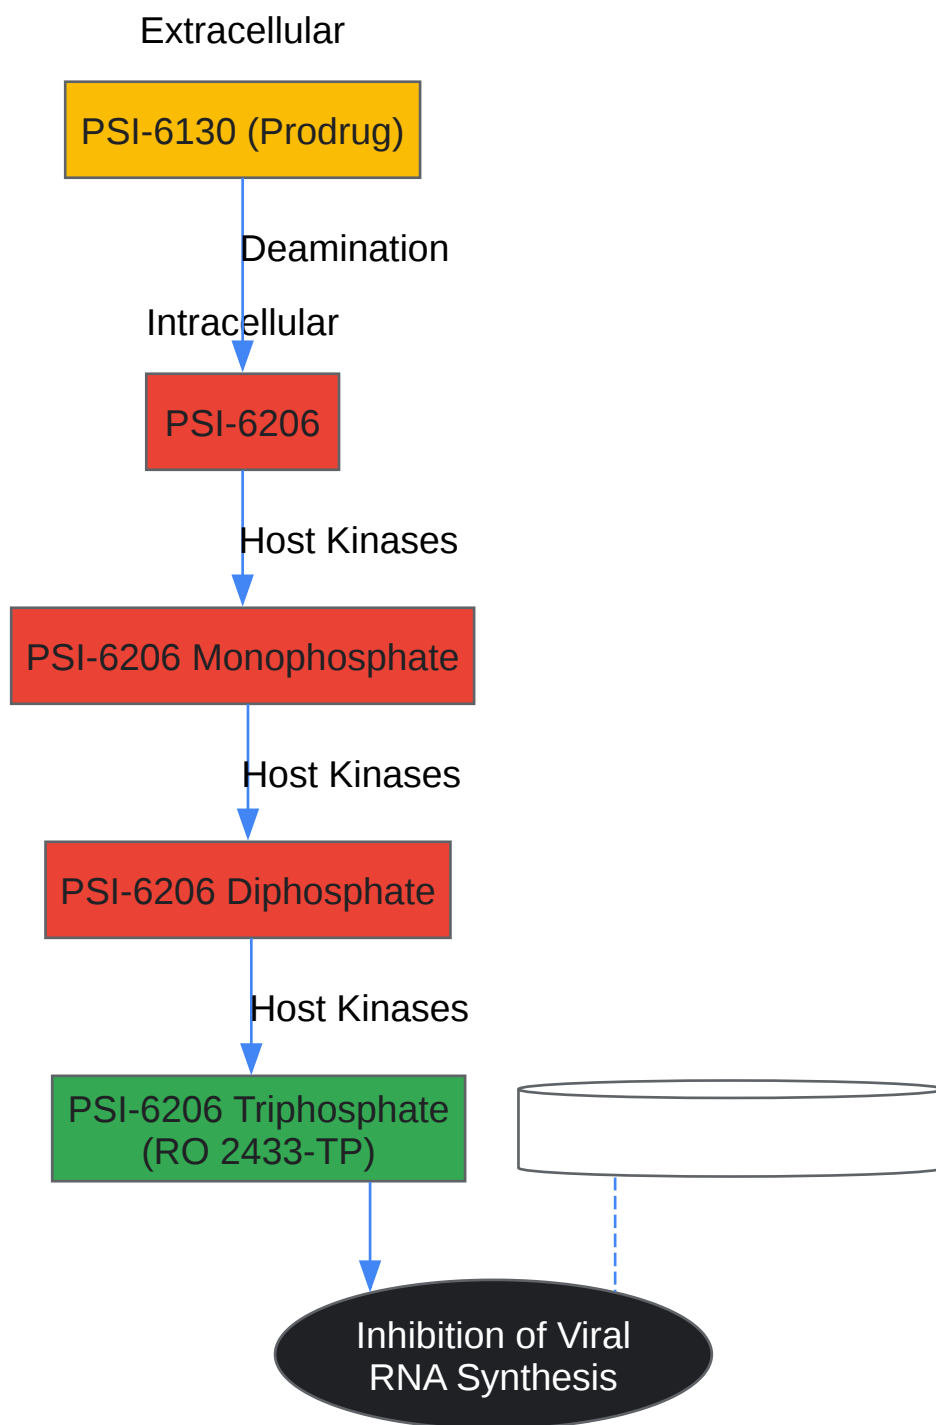 Extracellular
PSI-6130 (Prodrug)
Deamination
Intracellular
PSI-6206
Host Kinases
PSI-6206 Monophosphate
Host Kinases
PSI-6206 Diphosphate
Host Kinases
PSI-6206 Triphosphate
(RO 2433-TP)
Inhibition of Viral
RNA Synthesis